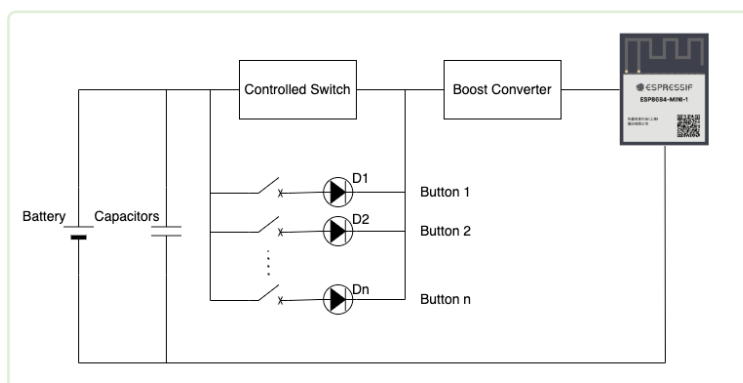 Controlled Switch
Boost Converter
ESPRESSIF
ESP8684-MINI-1
D1
Button 1
Battery
Capacitors
D2
Button 2
Dn
Button n